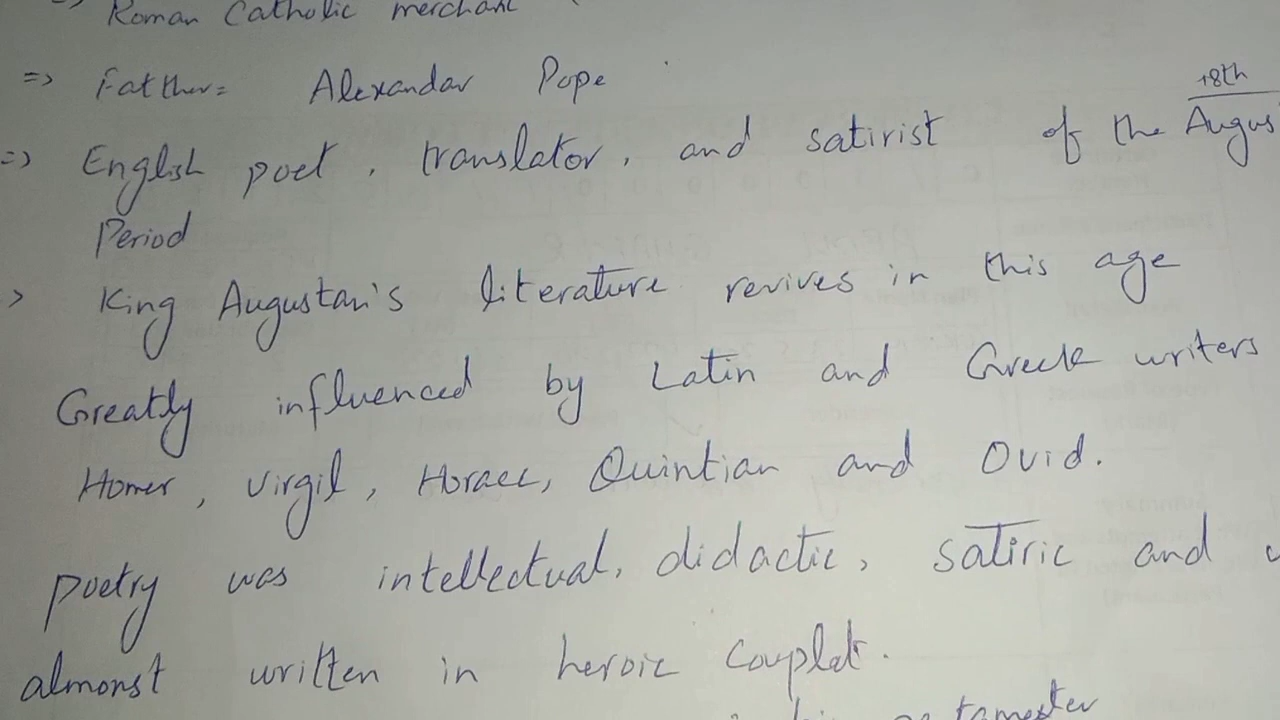 Roman Catholic merchant
=> Father= Alexandar Pope
18th
=> English poet, translator, and satirist of the Augus
Period
> King Augustan's literature revives in this age
Greatly influenced by Latin and Greek writers
Homer, Virgil, Horace, Quintian and Ovid.
poetry was intellectual, didactic, satiric and
almonst written in heroic couplet.